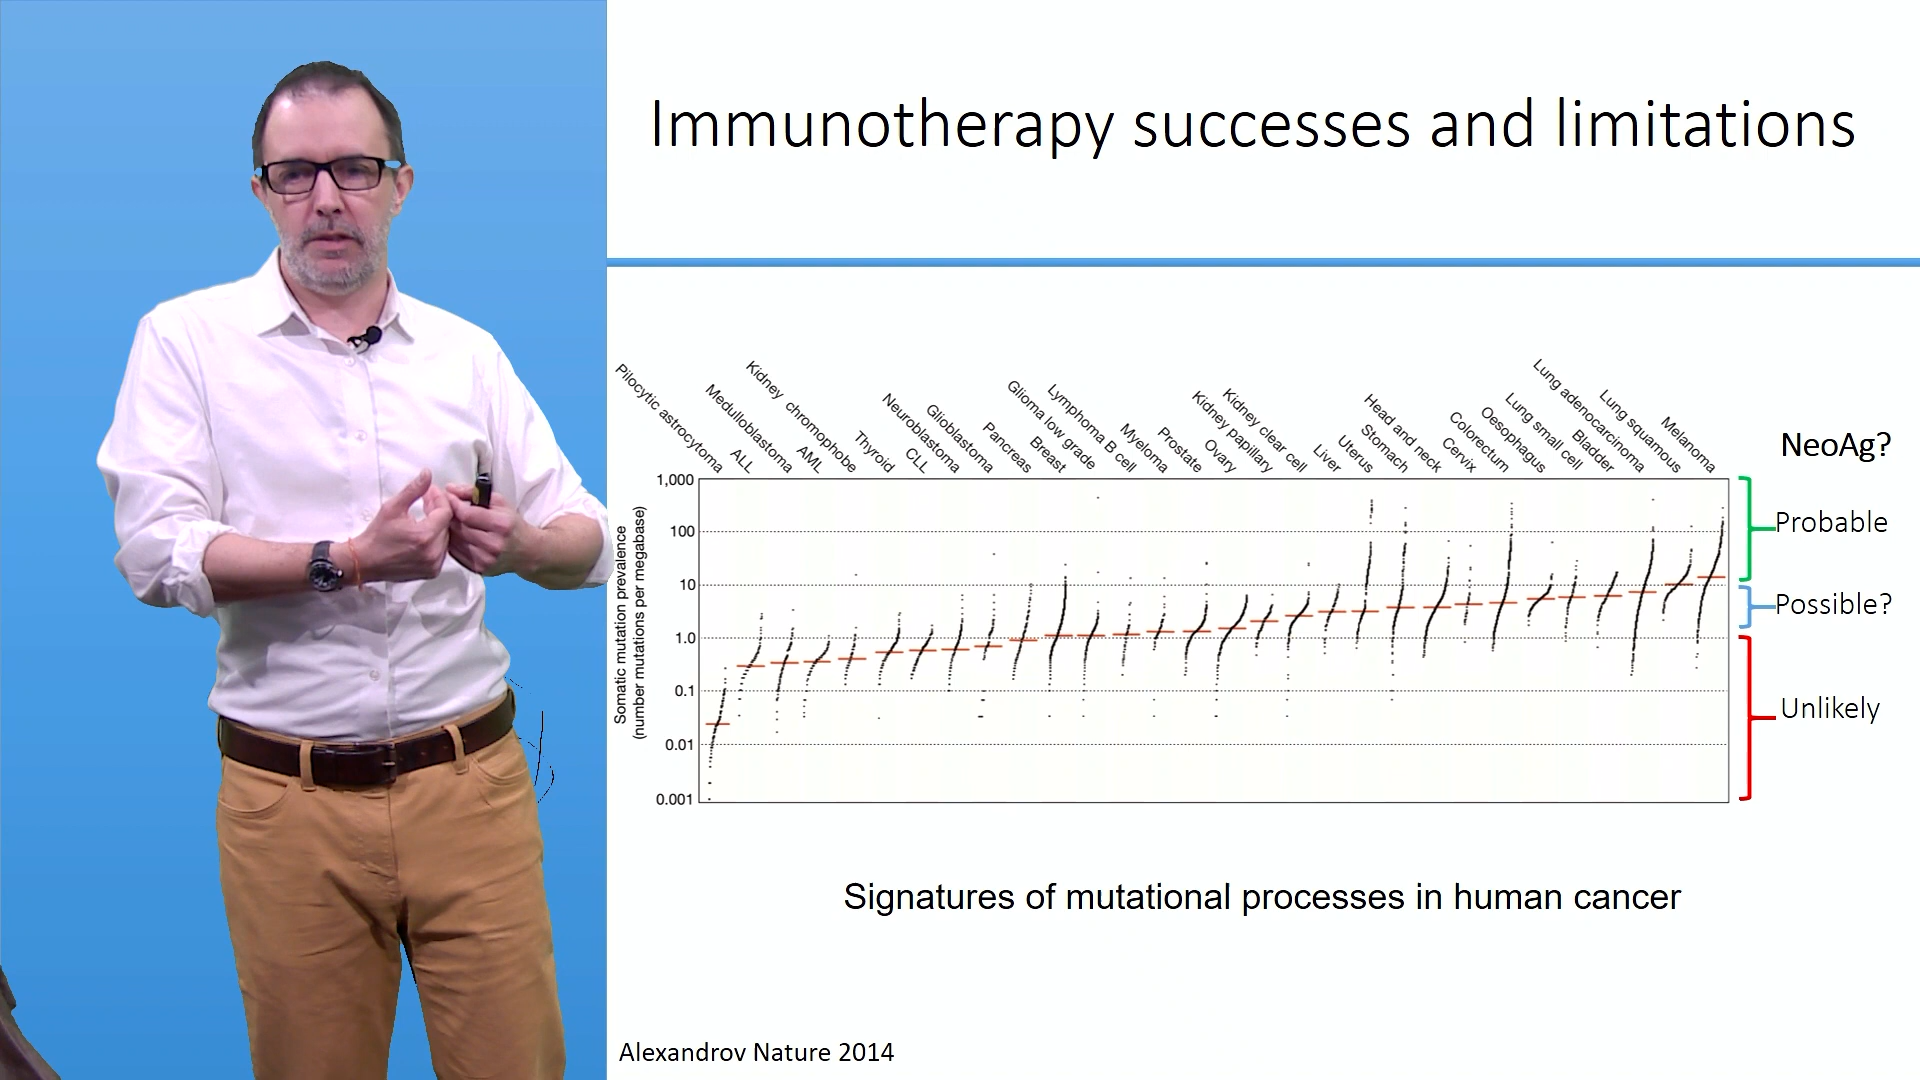 Immunotherapy successes and limitations
Pilocytic astrocytoma
ALL
Medulloblastoma
AML
Kidney chromophobe
Thyroid
CLL
Neuroblastoma
Glioblastoma
Pancreas
Breast
Glioma low grade
Lymphoma B cell
Myeloma
Prostate
Ovary
Kidney papillary
Kidney clear cell
Liver
Uterus
Stomach
Head and neck
Cervix
Colorectum
Oesophagus
Lung small cell
Bladder
Lung adenocarcinoma
Lung squamous
Melanoma
Somatic mutation prevalence
(number mutations per megabase)
1,000
100
10
1.0
0.1
0.01
0.001
NeoAg?
Probable
Possible?
Unlikely
Signatures of mutational processes in human cancer
Alexandrov Nature 2014